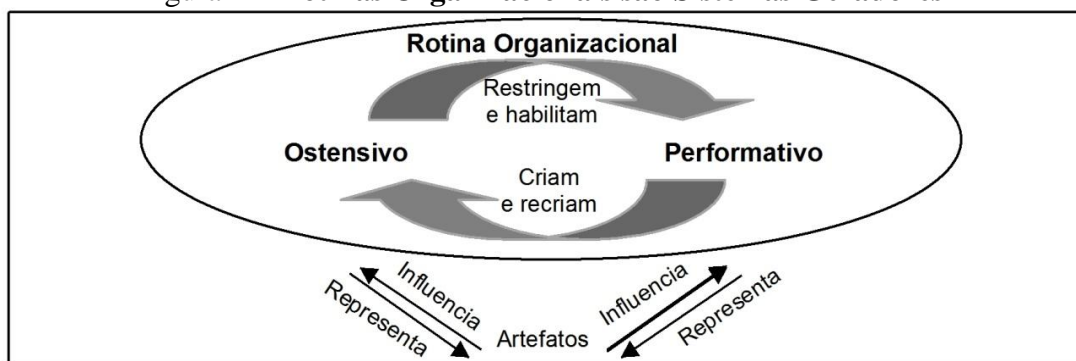 Rotina Organizacional
Restringem
e habilitam
Ostensivo
Performativo
Criam
e recriam
Influencia
Representa
Artefatos
Influencia
Representa